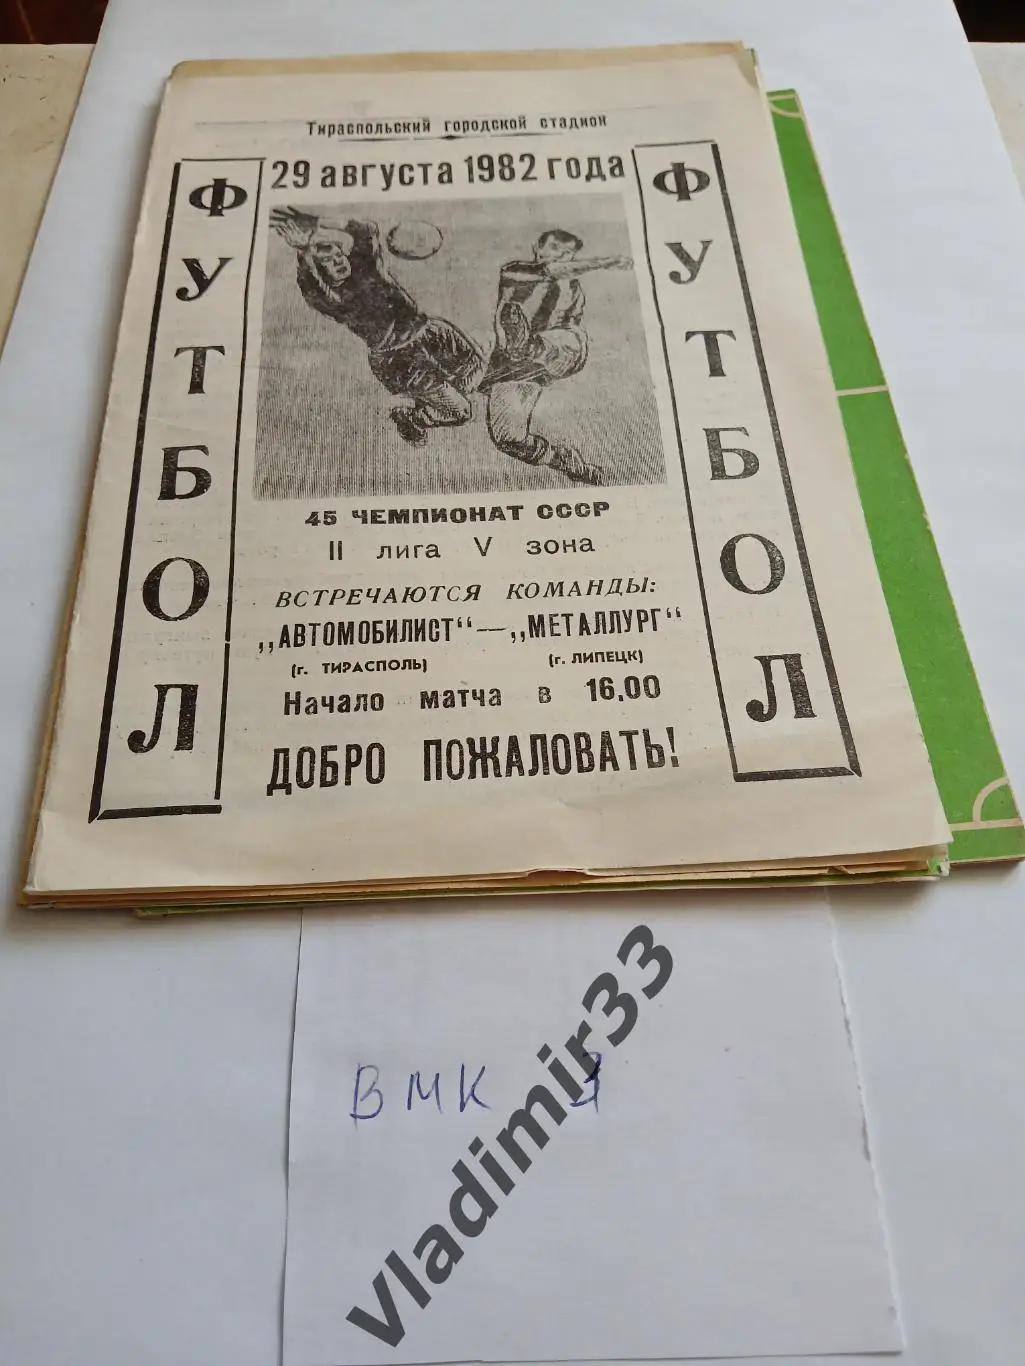 Тираспольский городской стадион
29 августа 1982 года
ФУТБОЛ
ФУТБОЛ
45 ЧЕМПИОНАТ СССР
II лига V зона
ВСТРЕЧАЮТСЯ КОМАНДЫ:
„АВТОМОБИЛИСТ“—„МЕТАЛЛУРГ“
(г. ТИРАСПОЛЬ) (г. ЛИПЕЦК)
Начало матча в 16.00
ДОБРО ПОЖАЛОВАТЬ!
ВМК
Vladimir33